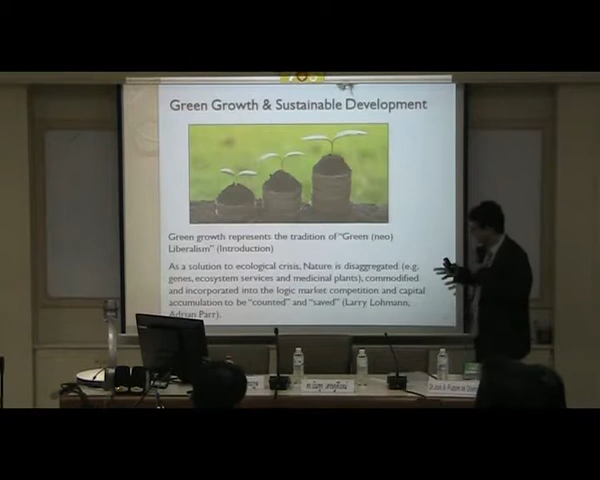 Green Growth & Sustainable Development
Green growth represents the tradition of "Green (neo)
Liberalism" (Introduction)
As a solution to ecological crisis, Nature is disaggregated (e.g.
genes, ecosystem services and medicinal plants), commodified
and incorporated into the logic market competition and capital
accumulation to be "counted" and "saved" (Larry Lohmann,
Adrian Parr).